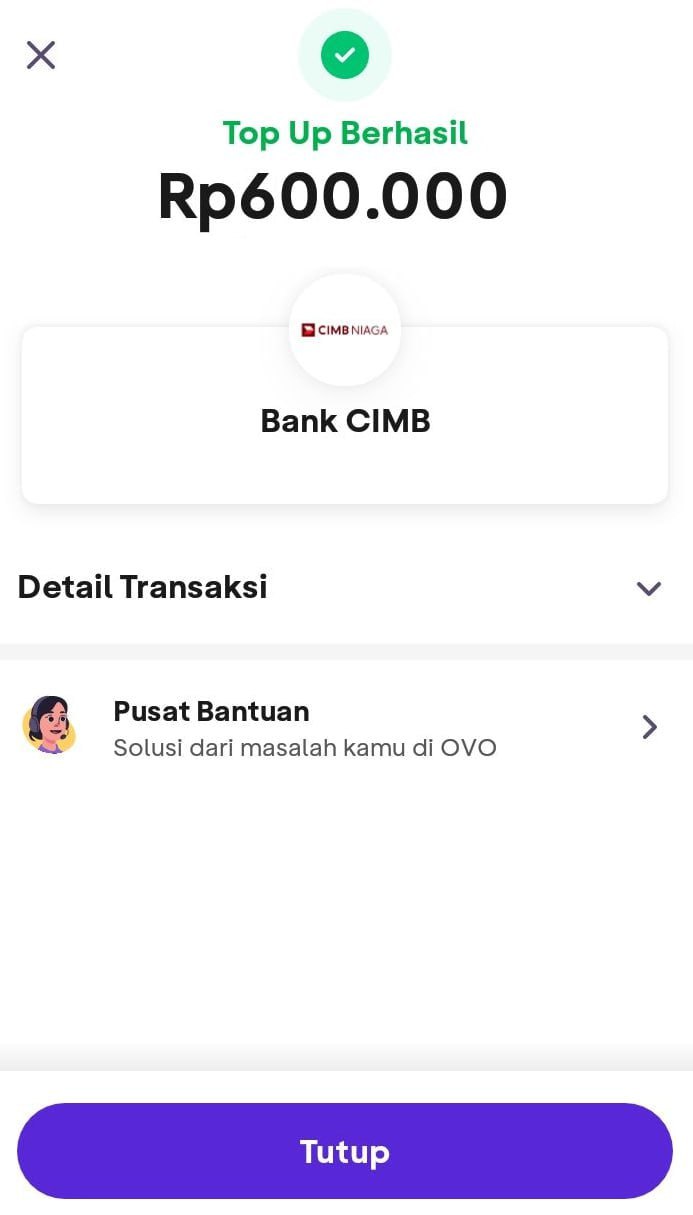 Top Up Berhasil
Rp600.000
CIMB NIAGA
Bank CIMB
Detail Transaksi
Pusat Bantuan
Solusi dari masalah kamu di OVO
Tutup